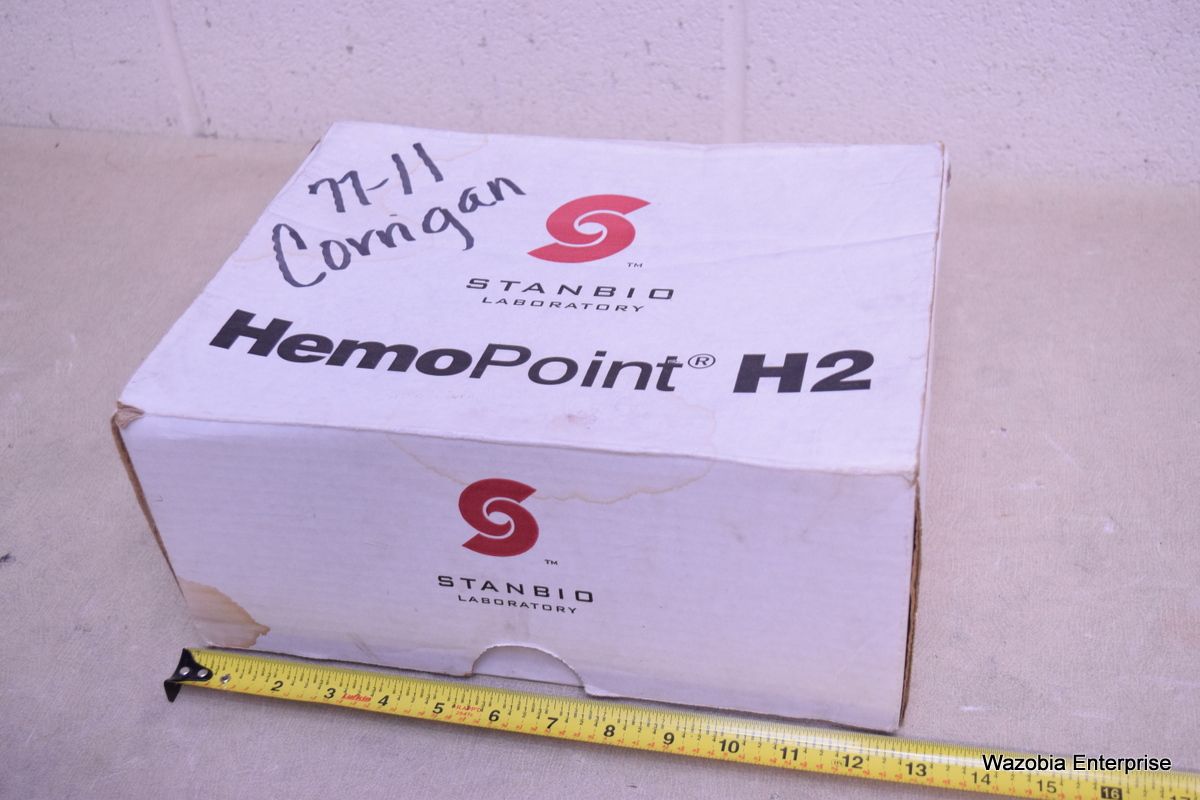 77-11
Corrigan
STANBIO
LABORATORY
HemoPoint® H2
STANBIO
LABORATORY
2 3 4 5 6 7 8 9 10 11 12 13 14 15 16
Lufkin
Wazobia Enterprise